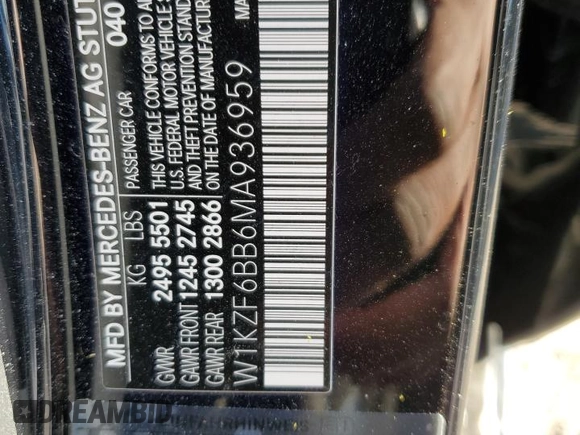 MFD BY MERCEDES-BENZ AG STUT
040
KG LBS PASSENGER CAR
GVWR 2495 5501 THIS VEHICLE CONFORMS TO
GAWR FRONT 1245 2745 U.S. FEDERAL MOTOR VEHICLE
GAWR REAR 1300 2866 AND THEFT PREVENTION STAND
ON THE DATE OF MANUFACTURE
W1KZF6BB6MA936959
MA
DREAMBID